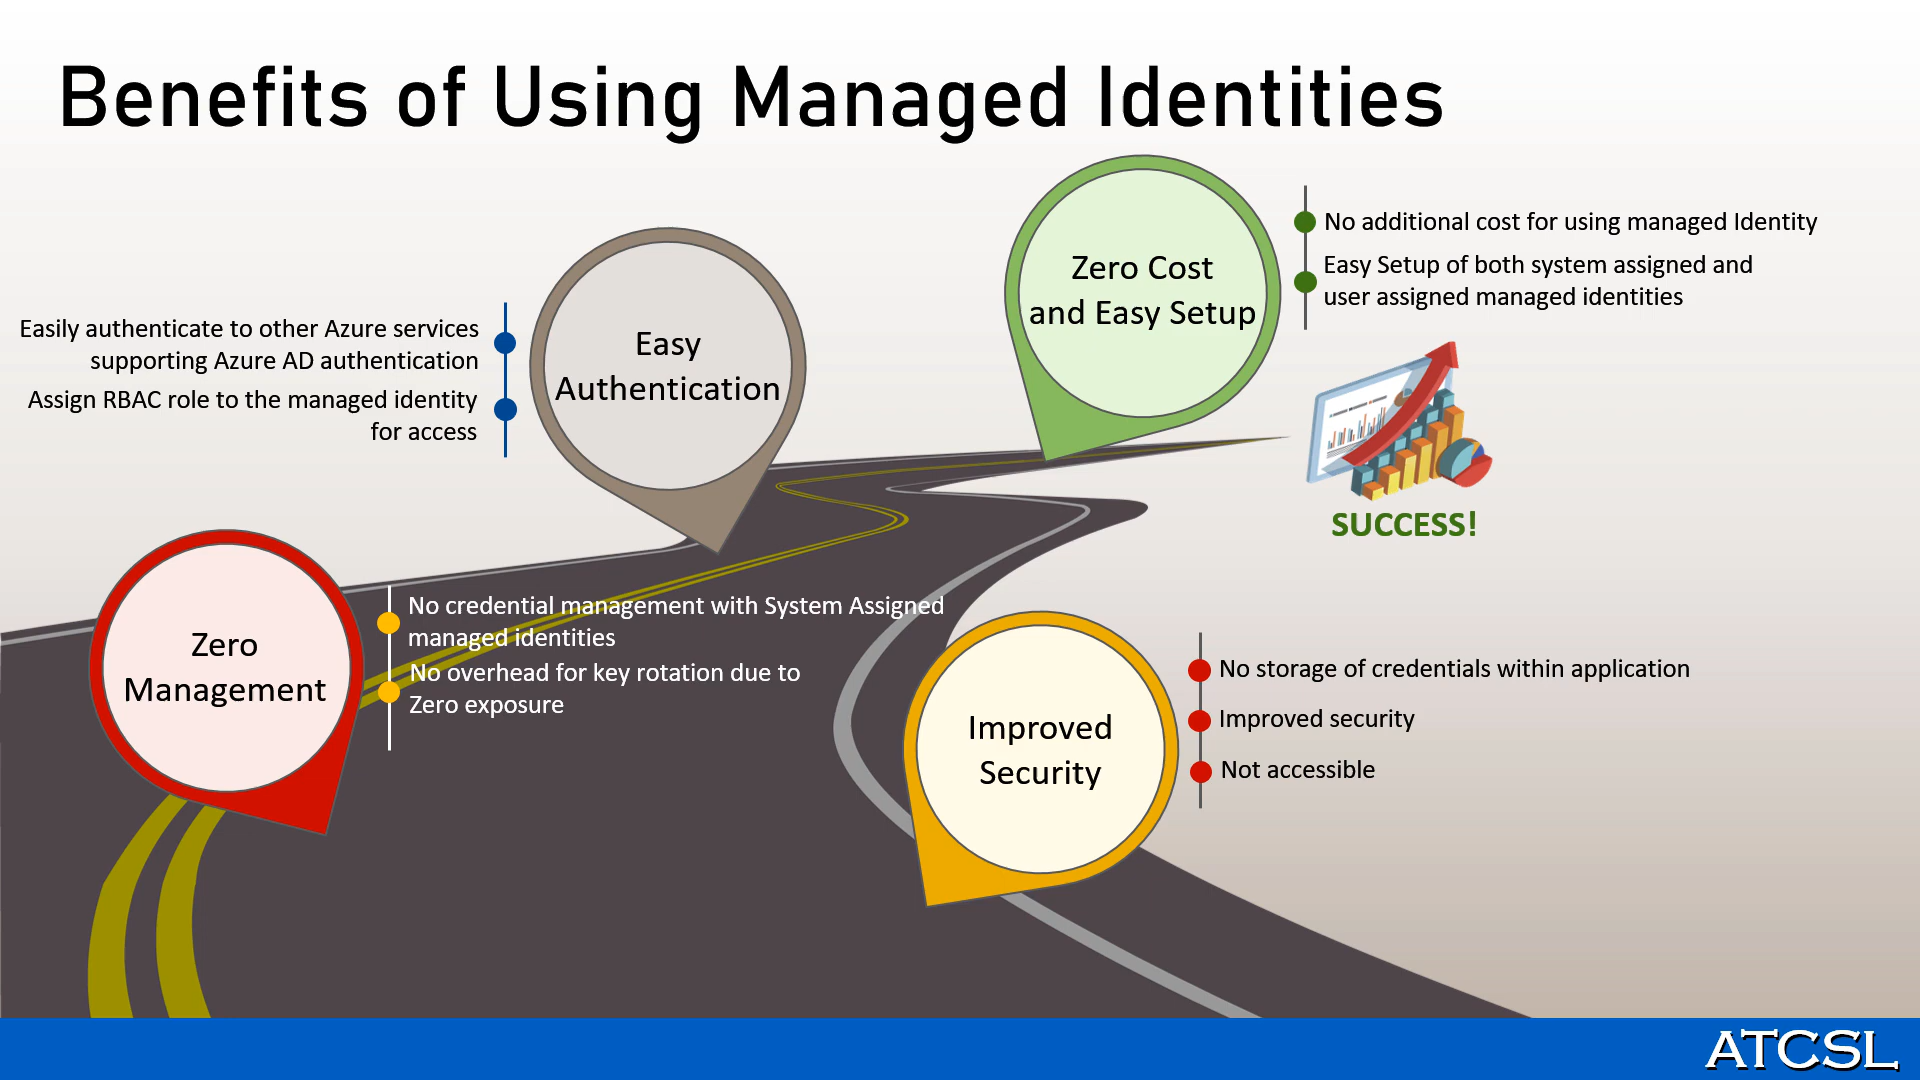 Benefits of Using Managed Identities
Zero Cost
and Easy Setup
No additional cost for using managed Identity
Easy Setup of both system assigned and
user assigned managed identities
Easily authenticate to other Azure services
supporting Azure AD authentication
Assign RBAC role to the managed identity
for access
Easy
Authentication
SUCCESS!
Zero
Management
No credential management with System Assigned
managed identities
No overhead for key rotation due to
Zero exposure
Improved
Security
No storage of credentials within application
Improved security
Not accessible
ATCSL